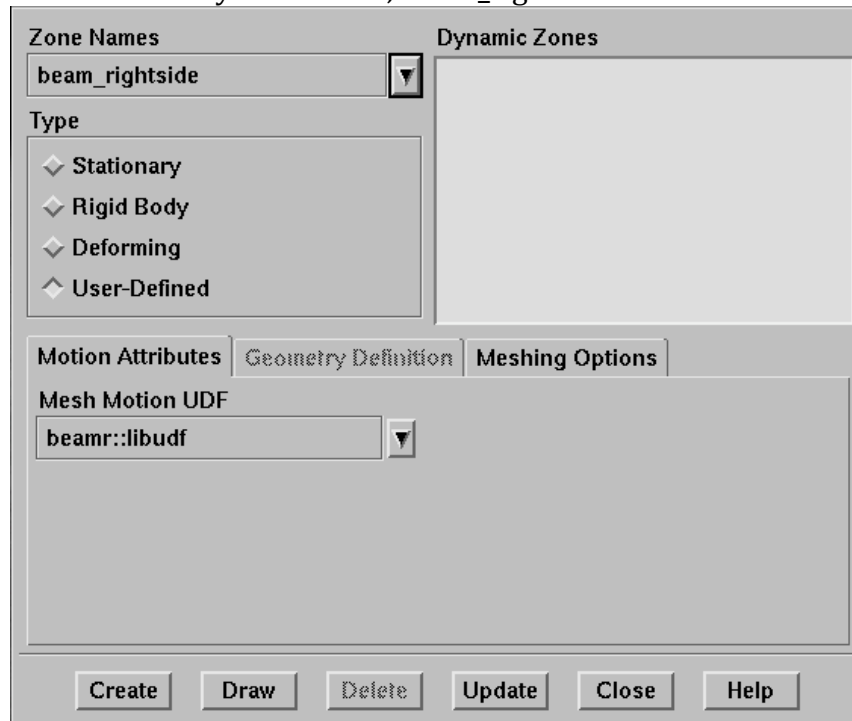 Zone Names
beam_rightside
Type
Stationary
Rigid Body
Deforming
User-Defined
Dynamic Zones
Motion Attributes Geometry Definition Meshing Options
Mesh Motion UDF
beamr::libudf
Create Draw Delete Update Close Help